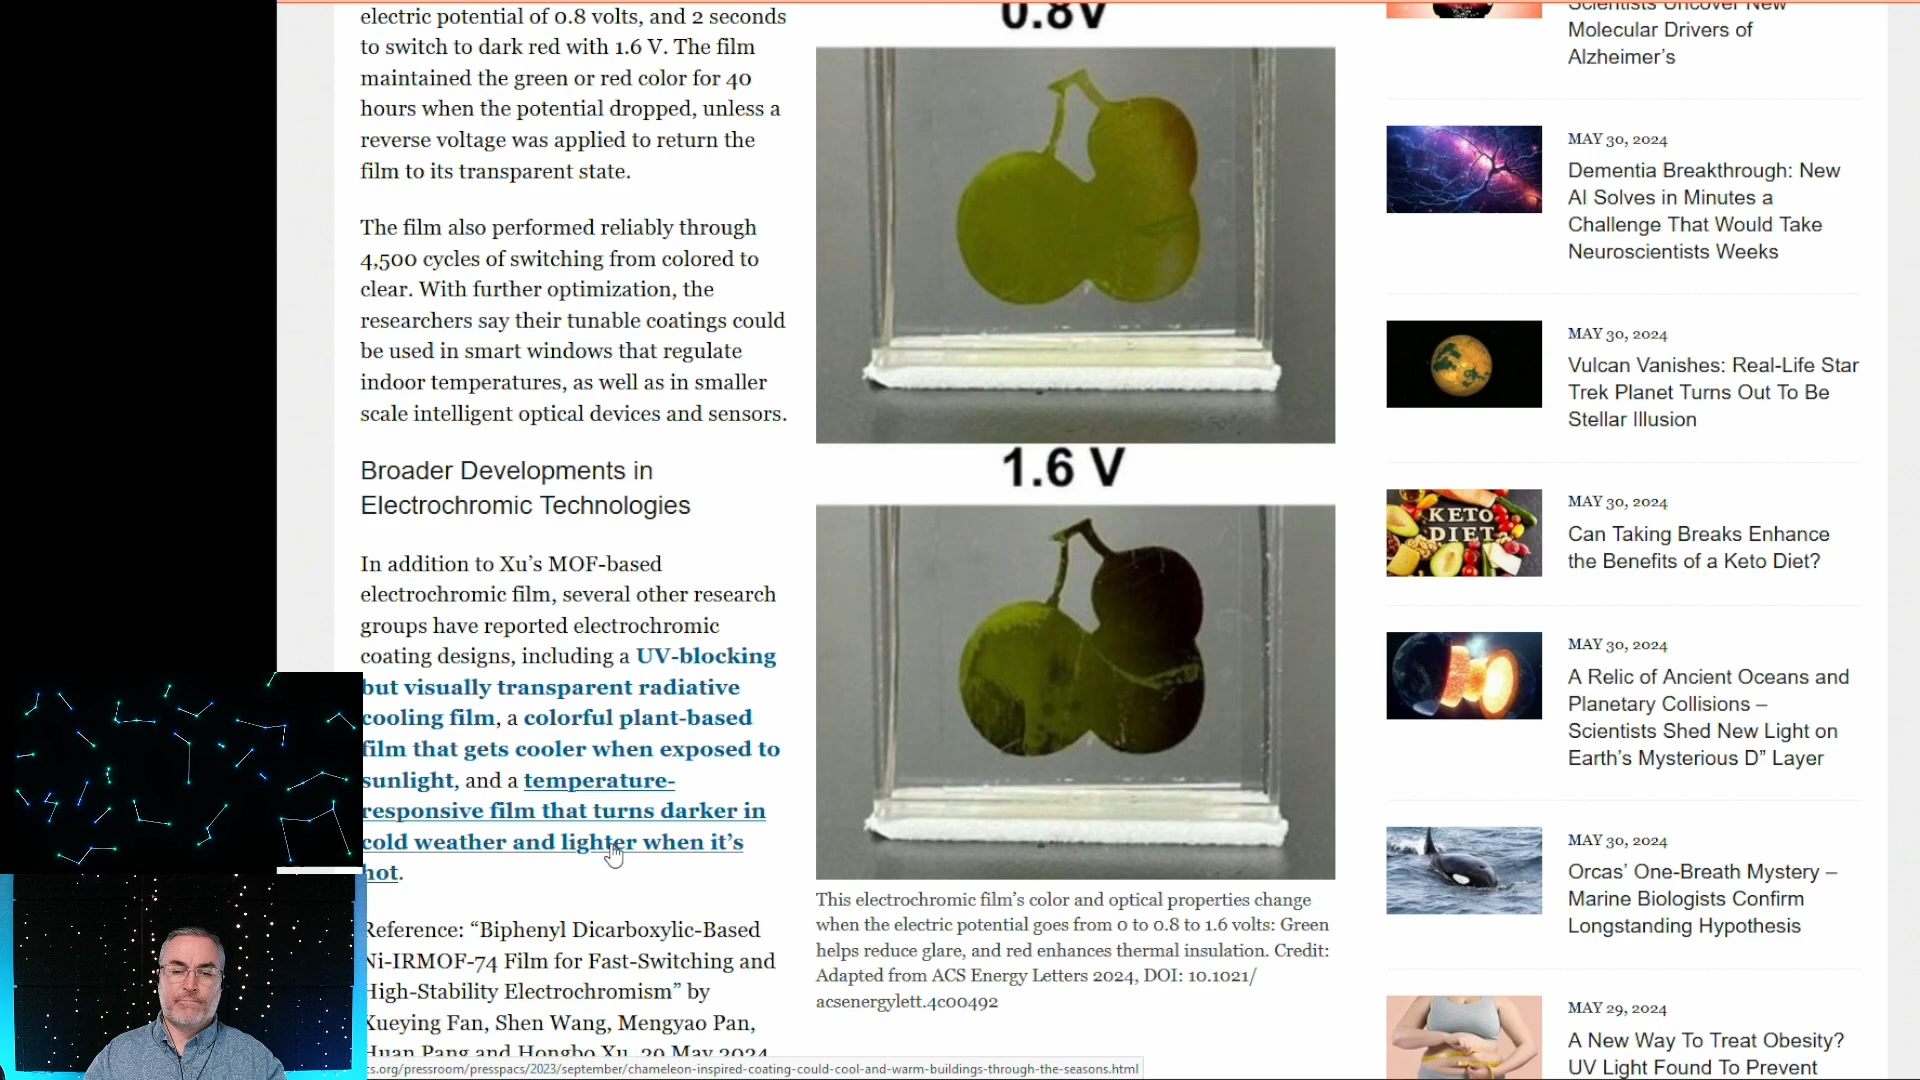 electric potential of 0.8 volts, and 2 seconds
to switch to dark red with 1.6 V. The film
maintained the green or red color for 40
hours when the potential dropped, unless a
reverse voltage was applied to return the
film to its transparent state.
The film also performed reliably through
4,500 cycles of switching from colored to
clear. With further optimization, the
researchers say their tunable coatings could
be used in smart windows that regulate
indoor temperatures, as well as in smaller
scale intelligent optical devices and sensors.
Broader Developments in
Electrochromic Technologies
In addition to Xu’s MOF-based
electrochromic film, several other research
groups have reported electrochromic
coating designs, including a UV-blocking
but visually transparent radiative
cooling film, a colorful plant-based
film that gets cooler when exposed to
sunlight, and a temperature-
responsive film that turns darker in
cold weather and lighter when it’s
hot.
Reference: “Biphenyl Dicarboxylic-Based
Ni-IRMOF-74 Film for Fast-Switching and
High-Stability Electrochromism” by
Xueying Fan, Shen Wang, Mengyao Pan,
Huan Pang and Hongbo Xu, 20 May 2024
cs.org/pressroom/presspacs/2023/september/chameleon-inspired-coating-could-cool-and-warm-buildings-through-the-seasons.html
0.8V
1.6 V
This electrochromic film’s color and optical properties change
when the electric potential goes from 0 to 0.8 to 1.6 volts: Green
helps reduce glare, and red enhances thermal insulation. Credit:
Adapted from ACS Energy Letters 2024, DOI: 10.1021/
acsenergylett.4c00492
Scientists Uncover New
Molecular Drivers of
Alzheimer’s
MAY 30, 2024
Dementia Breakthrough: New
AI Solves in Minutes a
Challenge That Would Take
Neuroscientists Weeks
MAY 30, 2024
Vulcan Vanishes: Real-Life Star
Trek Planet Turns Out To Be
Stellar Illusion
KETO
DIET
MAY 30, 2024
Can Taking Breaks Enhance
the Benefits of a Keto Diet?
MAY 30, 2024
A Relic of Ancient Oceans and
Planetary Collisions –
Scientists Shed New Light on
Earth’s Mysterious D” Layer
MAY 30, 2024
Orcas’ One-Breath Mystery –
Marine Biologists Confirm
Longstanding Hypothesis
MAY 29, 2024
A New Way To Treat Obesity?
UV Light Found To Prevent